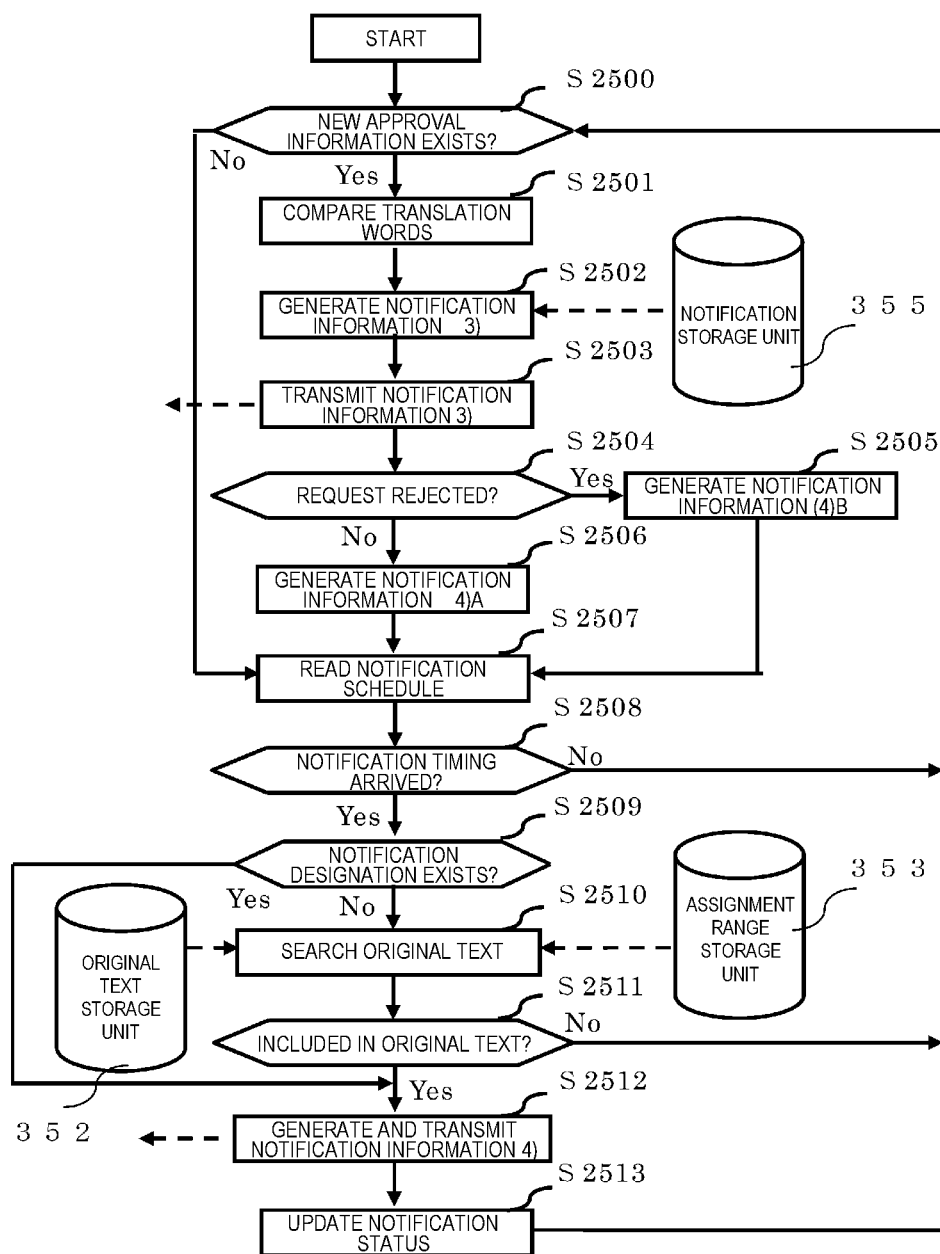 START
S 2500
NEW APPROVAL
INFORMATION EXISTS?
No
Yes
S 2501
COMPARE TRANSLATION
WORDS
S 2502
GENERATE NOTIFICATION
INFORMATION 3)
NOTIFICATION
STORAGE UNIT
3 5 5
S 2503
TRANSMIT NOTIFICATION
INFORMATION 3)
S 2504
REQUEST REJECTED?
Yes
S 2505
GENERATE NOTIFICATION
INFORMATION (4)B
No
S 2506
GENERATE NOTIFICATION
INFORMATION 4)A
S 2507
READ NOTIFICATION
SCHEDULE
S 2508
NOTIFICATION TIMING
ARRIVED?
No
Yes
S 2509
NOTIFICATION
DESIGNATION EXISTS?
Yes
No
S 2510
SEARCH ORIGINAL TEXT
ASSIGNMENT
RANGE
STORAGE
UNIT
3 5 3
ORIGINAL
TEXT
STORAGE
UNIT
3 5 2
S 2511
INCLUDED IN ORIGINAL TEXT?
No
Yes
S 2512
GENERATE AND TRANSMIT
NOTIFICATION INFORMATION 4)
S 2513
UPDATE NOTIFICATION
STATUS